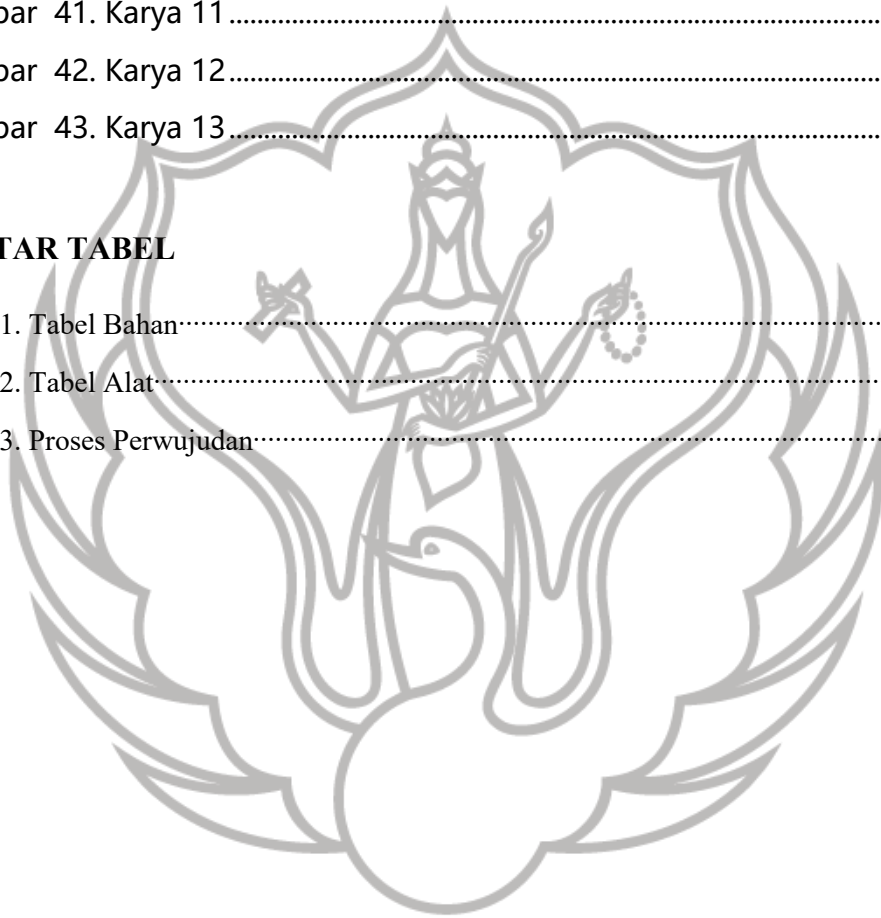 bar 41. Karya 11
bar 42. Karya 12
bar 43. Karya 13
TAR TABEL
1. Tabel Bahan
2. Tabel Alat
3. Proses Perwujudan